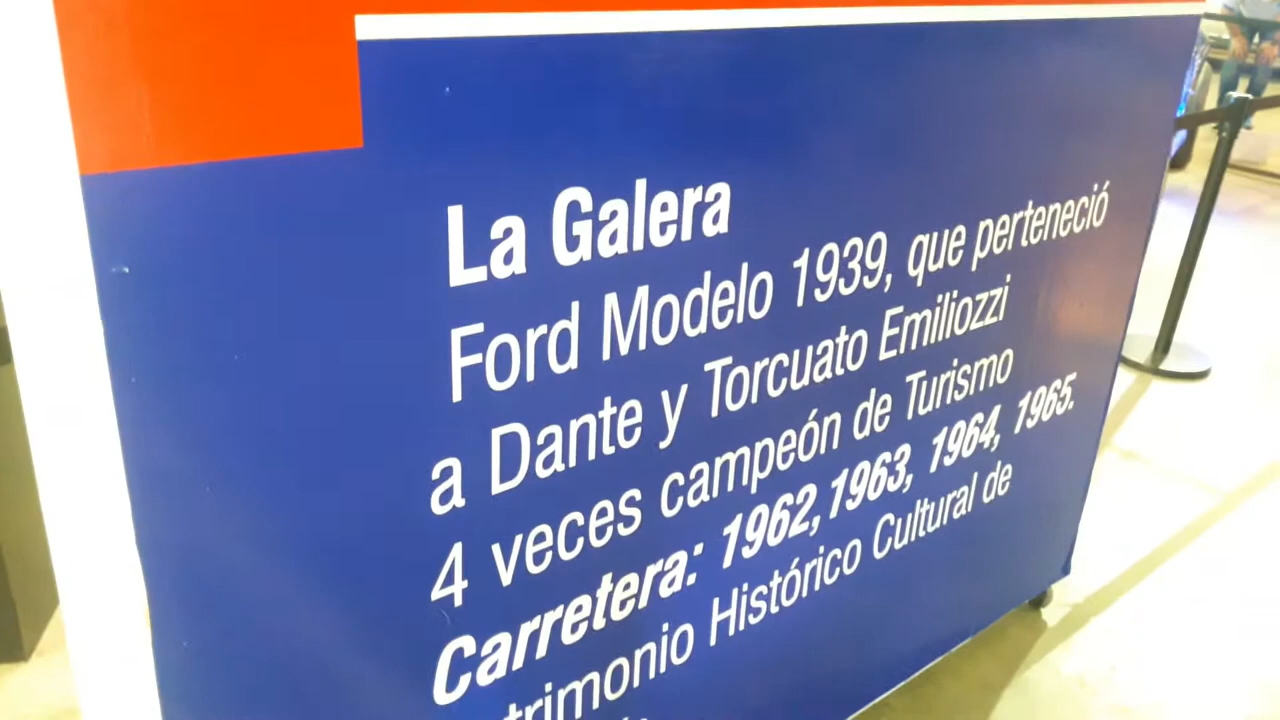 La Galera
Ford Modelo 1939, que perteneció
a Dante y Torcuato Emiliozzi
4 veces campeón de Turismo
Carretera: 1962, 1963, 1964, 1965.
Histórico Cultural de